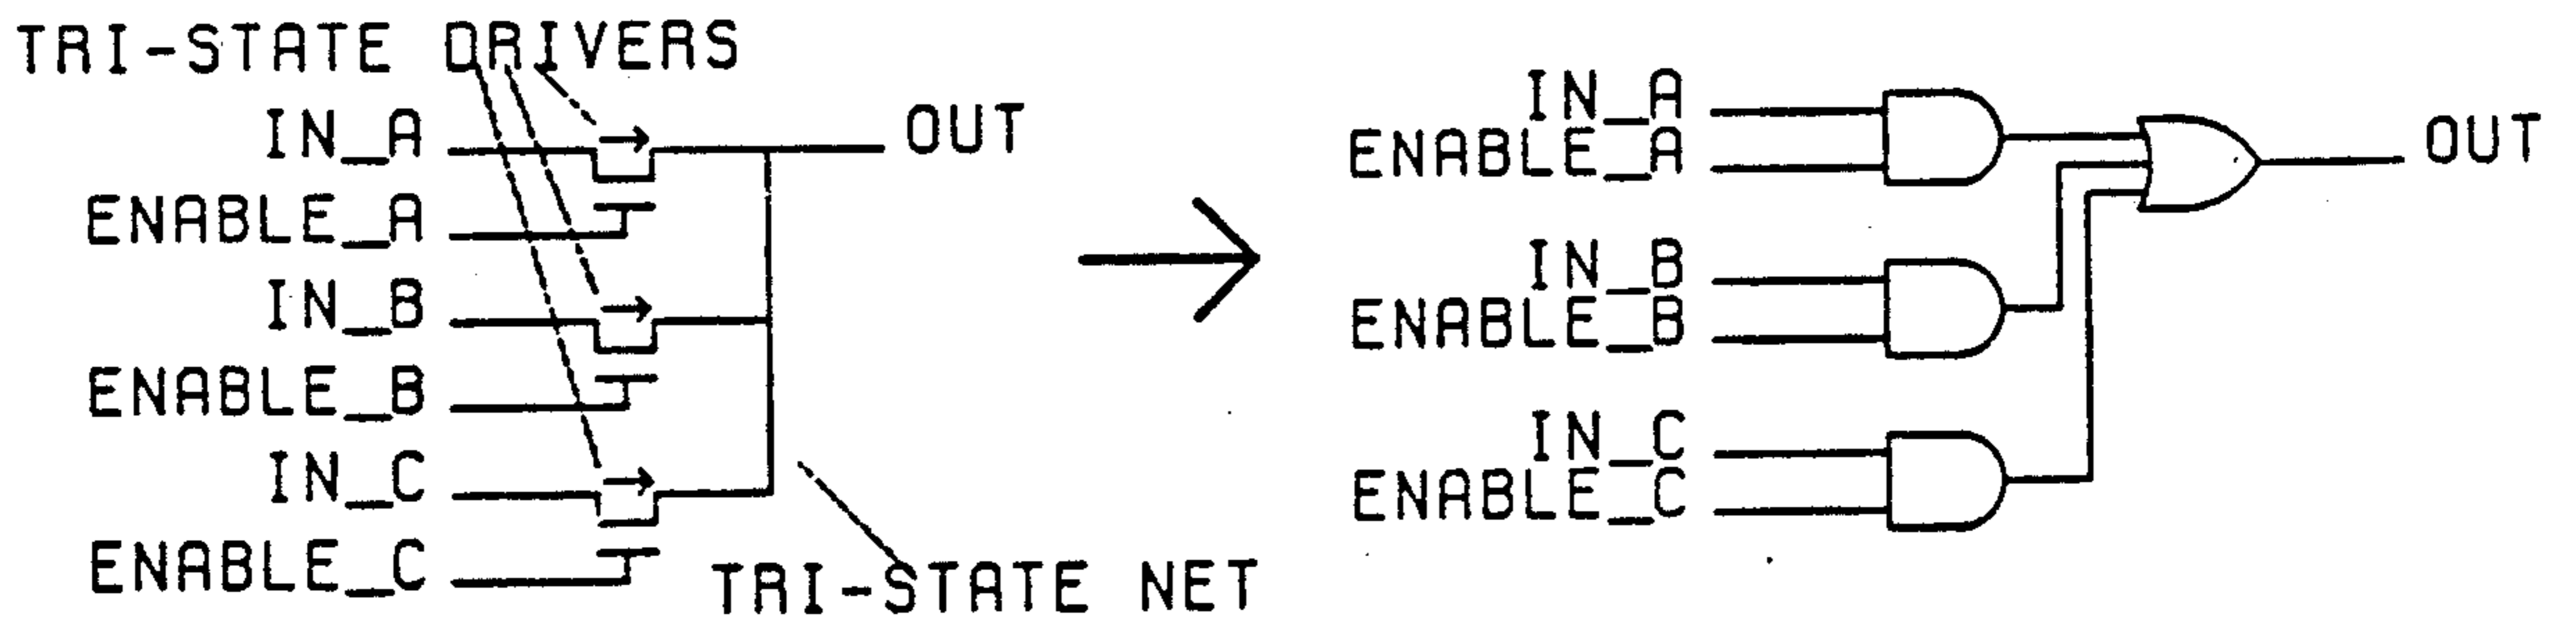 TRI-STATE DRIVERS
IN_A
OUT
ENABLE_A
IN_B
ENABLE_B
IN_C
ENABLE_C
TRI-STATE NET
IN_A
ENABLE_A
OUT
IN_B
ENABLE_B
IN_C
ENABLE_C